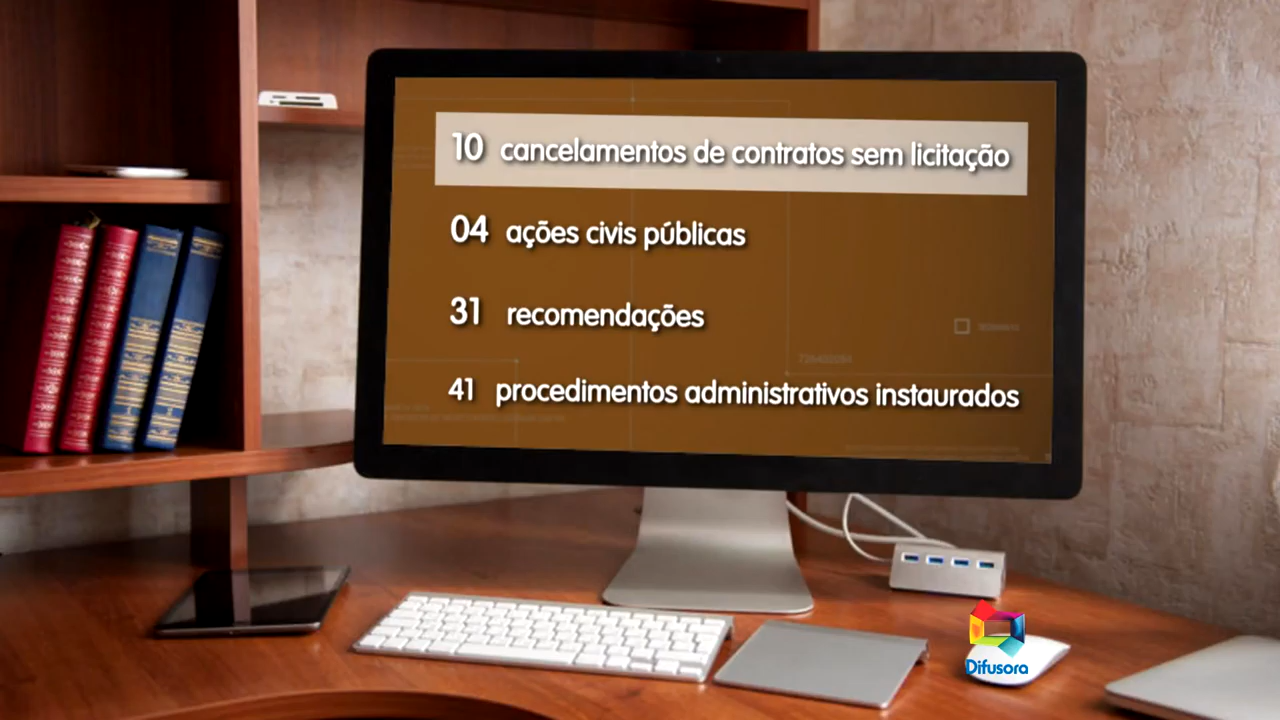 10 cancelamentos de contratos sem licitação
04 ações civis públicas
31 recomendações
41 procedimentos administrativos instaurados
Difusora